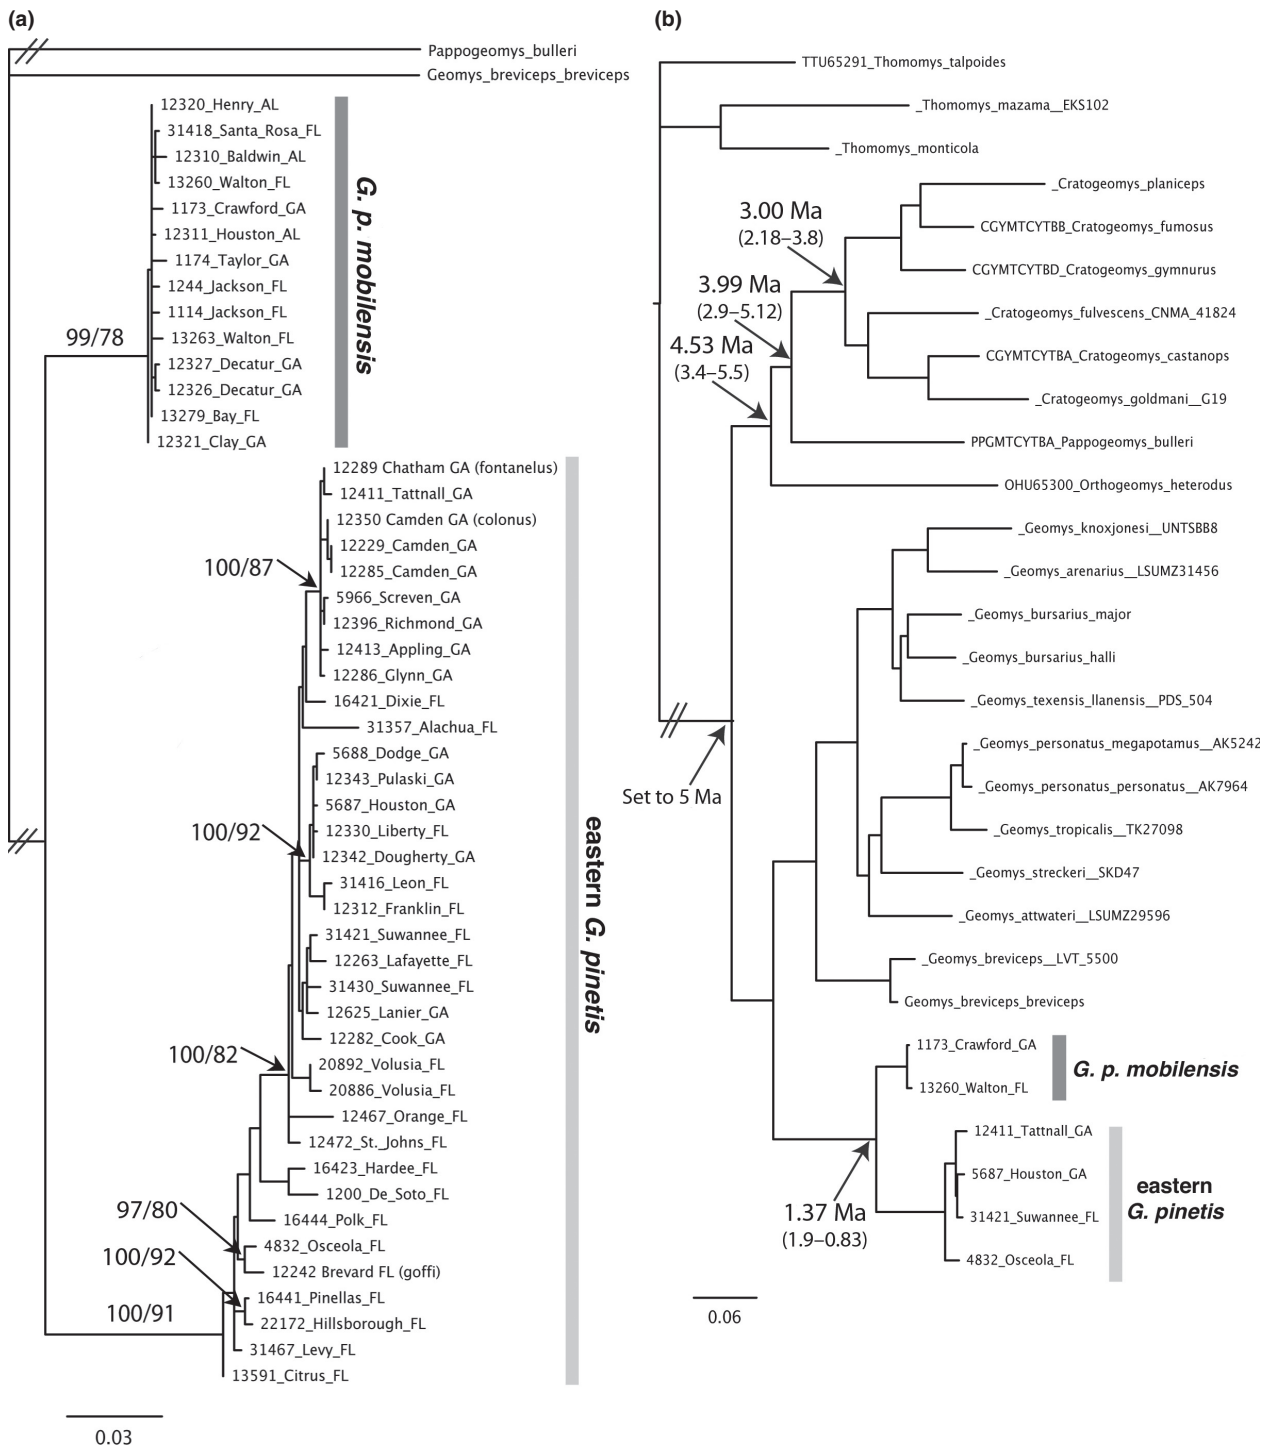 (a)
Pappogeomys_bulleri
Geomys_breviceps_breviceps
12320_Henry_AL
31418_Santa_Rosa_FL
12310_Baldwin_AL
13260_Walton_FL
1173_Crawford_GA
12311_Houston_AL
1174_Taylor_GA
1244_Jackson_FL
1114_Jackson_FL
13263_Walton_FL
12327_Decatur_GA
12326_Decatur_GA
13279_Bay_FL
12321_Clay_GA
99/78
G. p. mobilensis
12289 Chatham GA (fontanelus)
12411_Tattnall_GA
12350 Camden GA (colonus)
12229_Camden_GA
12285_Camden_GA
5966_Screven_GA
12396_Richmond_GA
12413_Appling_GA
12286_Glynn_GA
16421_Dixie_FL
31357_Alachua_FL
5688_Dodge_GA
12343_Pulaski_GA
5687_Houston_GA
12330_Liberty_FL
12342_Dougherty_GA
31416_Leon_FL
12312_Franklin_FL
31421_Suwannee_FL
12263_Lafayette_FL
31430_Suwannee_FL
12625_Lanier_GA
12282_Cook_GA
20892_Volusia_FL
20886_Volusia_FL
12467_Orange_FL
12472_St._Johns_FL
16423_Hardee_FL
1200_De_Soto_FL
16444_Polk_FL
4832_Osceola_FL
12242 Brevard FL (goffi)
16441_Pinellas_FL
22172_Hillsborough_FL
31467_Levy_FL
13591_Citrus_FL
100/87
100/92
100/82
97/80
100/92
100/91
eastern G. pinetis
0.03
(b)
TTU65291_Thomomys_talpoides
_Thomomys_mazama__EKS102
_Thomomys_monticola
_Cratogeomys_planiceps
CGYMTCYTBB_Cratogeomys_fumosus
CGYMTCYTBD_Cratogeomys_gymnurus
_Cratogeomys_fulvescens_CNMA_41824
CGYMTCYTBA_Cratogeomys_castanops
_Cratogeomys_goldmani__G19
PPGMTCYTBA_Pappogeomys_bulleri
OHU65300_Orthogeomys_heterodus
_Geomys_knoxjonesi__UNTSBB8
_Geomys_arenarius__LSUMZ31456
_Geomys_bursarius_major
_Geomys_bursarius_halli
_Geomys_texensis_llanensis__PDS_504
_Geomys_personatus_megapotamus__AK5242
_Geomys_personatus_personatus__AK7964
_Geomys_tropicalis__TK27098
_Geomys_streckeri__SKD47
_Geomys_attwateri__LSUMZ29596
_Geomys_breviceps__LVT_5500
Geomys_breviceps_breviceps
1173_Crawford_GA
13260_Walton_FL
12411_Tattnall_GA
5687_Houston_GA
31421_Suwannee_FL
4832_Osceola_FL
3.00 Ma
(2.18–3.8)
3.99 Ma
(2.9–5.12)
4.53 Ma
(3.4–5.5)
Set to 5 Ma
1.37 Ma
(1.9–0.83)
G. p. mobilensis
eastern
G. pinetis
0.06